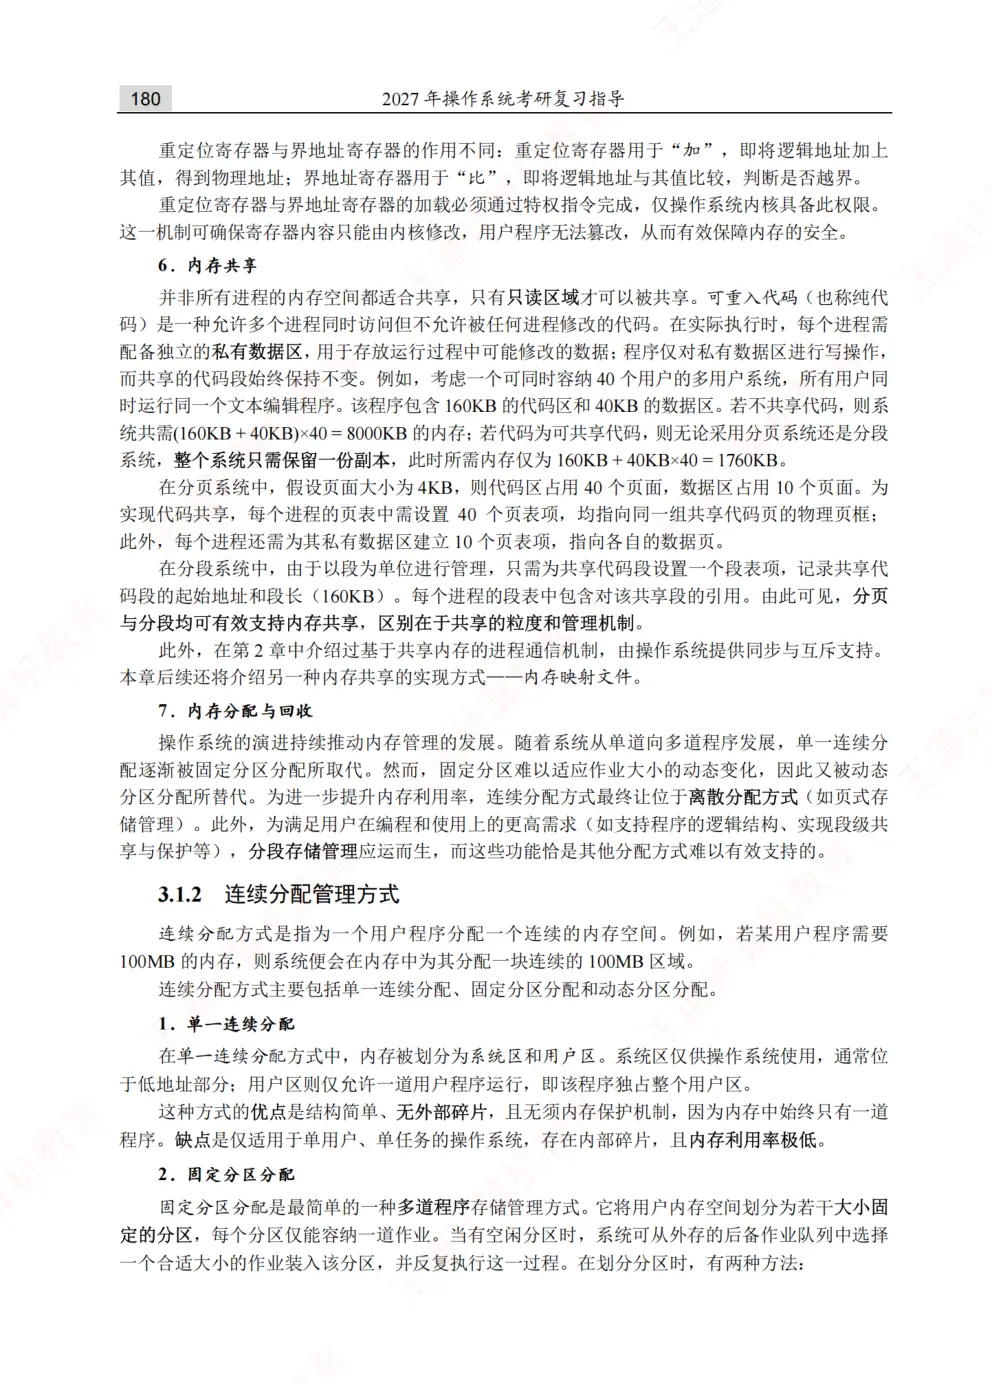 180
2027 年操作系统考研复习指导
重定位寄存器与界地址寄存器的作用不同：重定位寄存器用于“加”，即将逻辑地址加上
其值，得到物理地址；界地址寄存器用于“比”，即将逻辑地址与其值比较，判断是否越界。
重定位寄存器与界地址寄存器的加载必须通过特权指令完成，仅操作系统内核具备此权限。
这一机制可确保寄存器内容只能由内核修改，用户程序无法篡改，从而有效保障内存的安全。
6．内存共享
并非所有进程的内存空间都适合共享，只有只读区域才可以被共享。可重入代码（也称纯代
码）是一种允许多个进程同时访问但不允许被任何进程修改的代码。在实际执行时，每个进程需
配备独立的私有数据区，用于存放运行过程中可能修改的数据；程序仅对私有数据区进行写操作，
而共享的代码段始终保持不变。例如，考虑一个可同时容纳 40 个用户的多用户系统，所有用户同
时运行同一个文本编辑程序。该程序包含 160KB 的代码区和 40KB 的数据区。若不共享代码，则系
统共需(160KB + 40KB)×40 = 8000KB 的内存；若代码为可共享代码，则无论采用分页系统还是分段
系统，整个系统只需保留一份副本，此时所需内存仅为 160KB + 40KB×40 = 1760KB。
在分页系统中，假设页面大小为 4KB，则代码区占用 40 个页面，数据区占用 10 个页面。为
实现代码共享，每个进程的页表中需设置 40 个页表项，均指向同一组共享代码页的物理页框；
此外，每个进程还需为其私有数据区建立 10 个页表项，指向各自的数据页。
在分段系统中，由于以段为单位进行管理，只需为共享代码段设置一个段表项，记录共享代
码段的起始地址和段长（160KB）。每个进程的段表中包含对该共享段的引用。由此可见，分页
与分段均可有效支持内存共享，区别在于共享的粒度和管理机制。
此外，在第 2 章中介绍过基于共享内存的进程通信机制，由操作系统提供同步与互斥支持。
本章后续还将介绍另一种内存共享的实现方式——内存映射文件。
7．内存分配与回收
操作系统的演进持续推动内存管理的发展。随着系统从单道向多道程序发展，单一连续分
配逐渐被固定分区分配所取代。然而，固定分区难以适应作业大小的动态变化，因此又被动态
分区分配所替代。为进一步提升内存利用率，连续分配方式最终让位于离散分配方式（如页式存
储管理）。此外，为满足用户在编程和使用上的更高需求（如支持程序的逻辑结构、实现段级共
享与保护等），分段存储管理应运而生，而这些功能恰是其他分配方式难以有效支持的。
3.1.2 连续分配管理方式
连续分配方式是指为一个用户程序分配一个连续的内存空间。例如，若某用户程序需要
100MB 的内存，则系统便会在内存中为其分配一块连续的 100MB 区域。
连续分配方式主要包括单一连续分配、固定分区分配和动态分区分配。
1．单一连续分配
在单一连续分配方式中，内存被划分为系统区和用户区。系统区仅供操作系统使用，通常位
于低地址部分；用户区则仅允许一道用户程序运行，即该程序独占整个用户区。
这种方式的优点是结构简单、无外部碎片，且无须内存保护机制，因为内存中始终只有一道
程序。缺点是仅适用于单用户、单任务的操作系统，存在内部碎片，且内存利用率极低。
2．固定分区分配
固定分区分配是最简单的一种多道程序存储管理方式。它将用户内存空间划分为若干大小固
定的分区，每个分区仅能容纳一道作业。当有空闲分区时，系统可从外存的后备作业队列中选择
一个合适大小的作业装入该分区，并反复执行这一过程。在划分分区时，有两种方法：